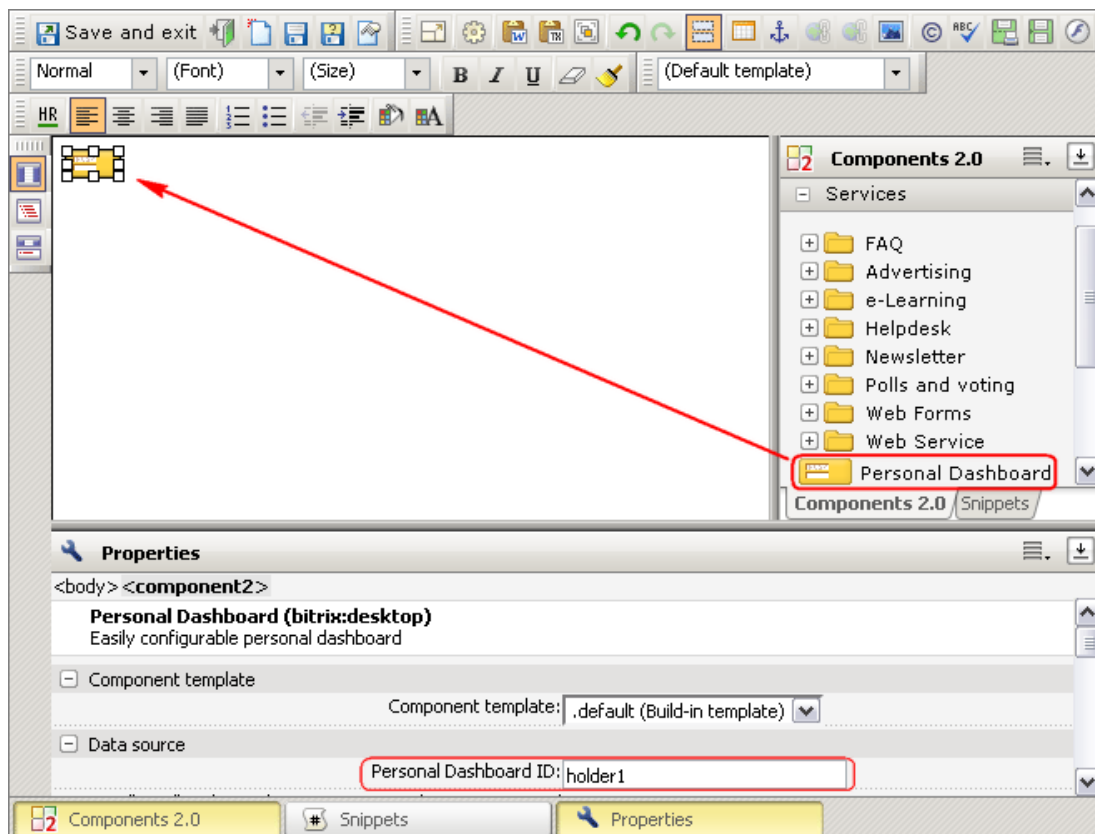 Save and exit
Normal (Font) (Size) B I U (Default template)
HR
Components 2.0
Services
FAQ
Advertising
e-Learning
Helpdesk
Newsletter
Polls and voting
Web Forms
Web Service
Personal Dashboard
Components 2.0 Snippets
Properties
<body> <component2>
Personal Dashboard (bitrix:desktop)
Easily configurable personal dashboard
Component template
Component template: .default (Build-in template)
Data source
Personal Dashboard ID: holder1
Components 2.0 Snippets Properties